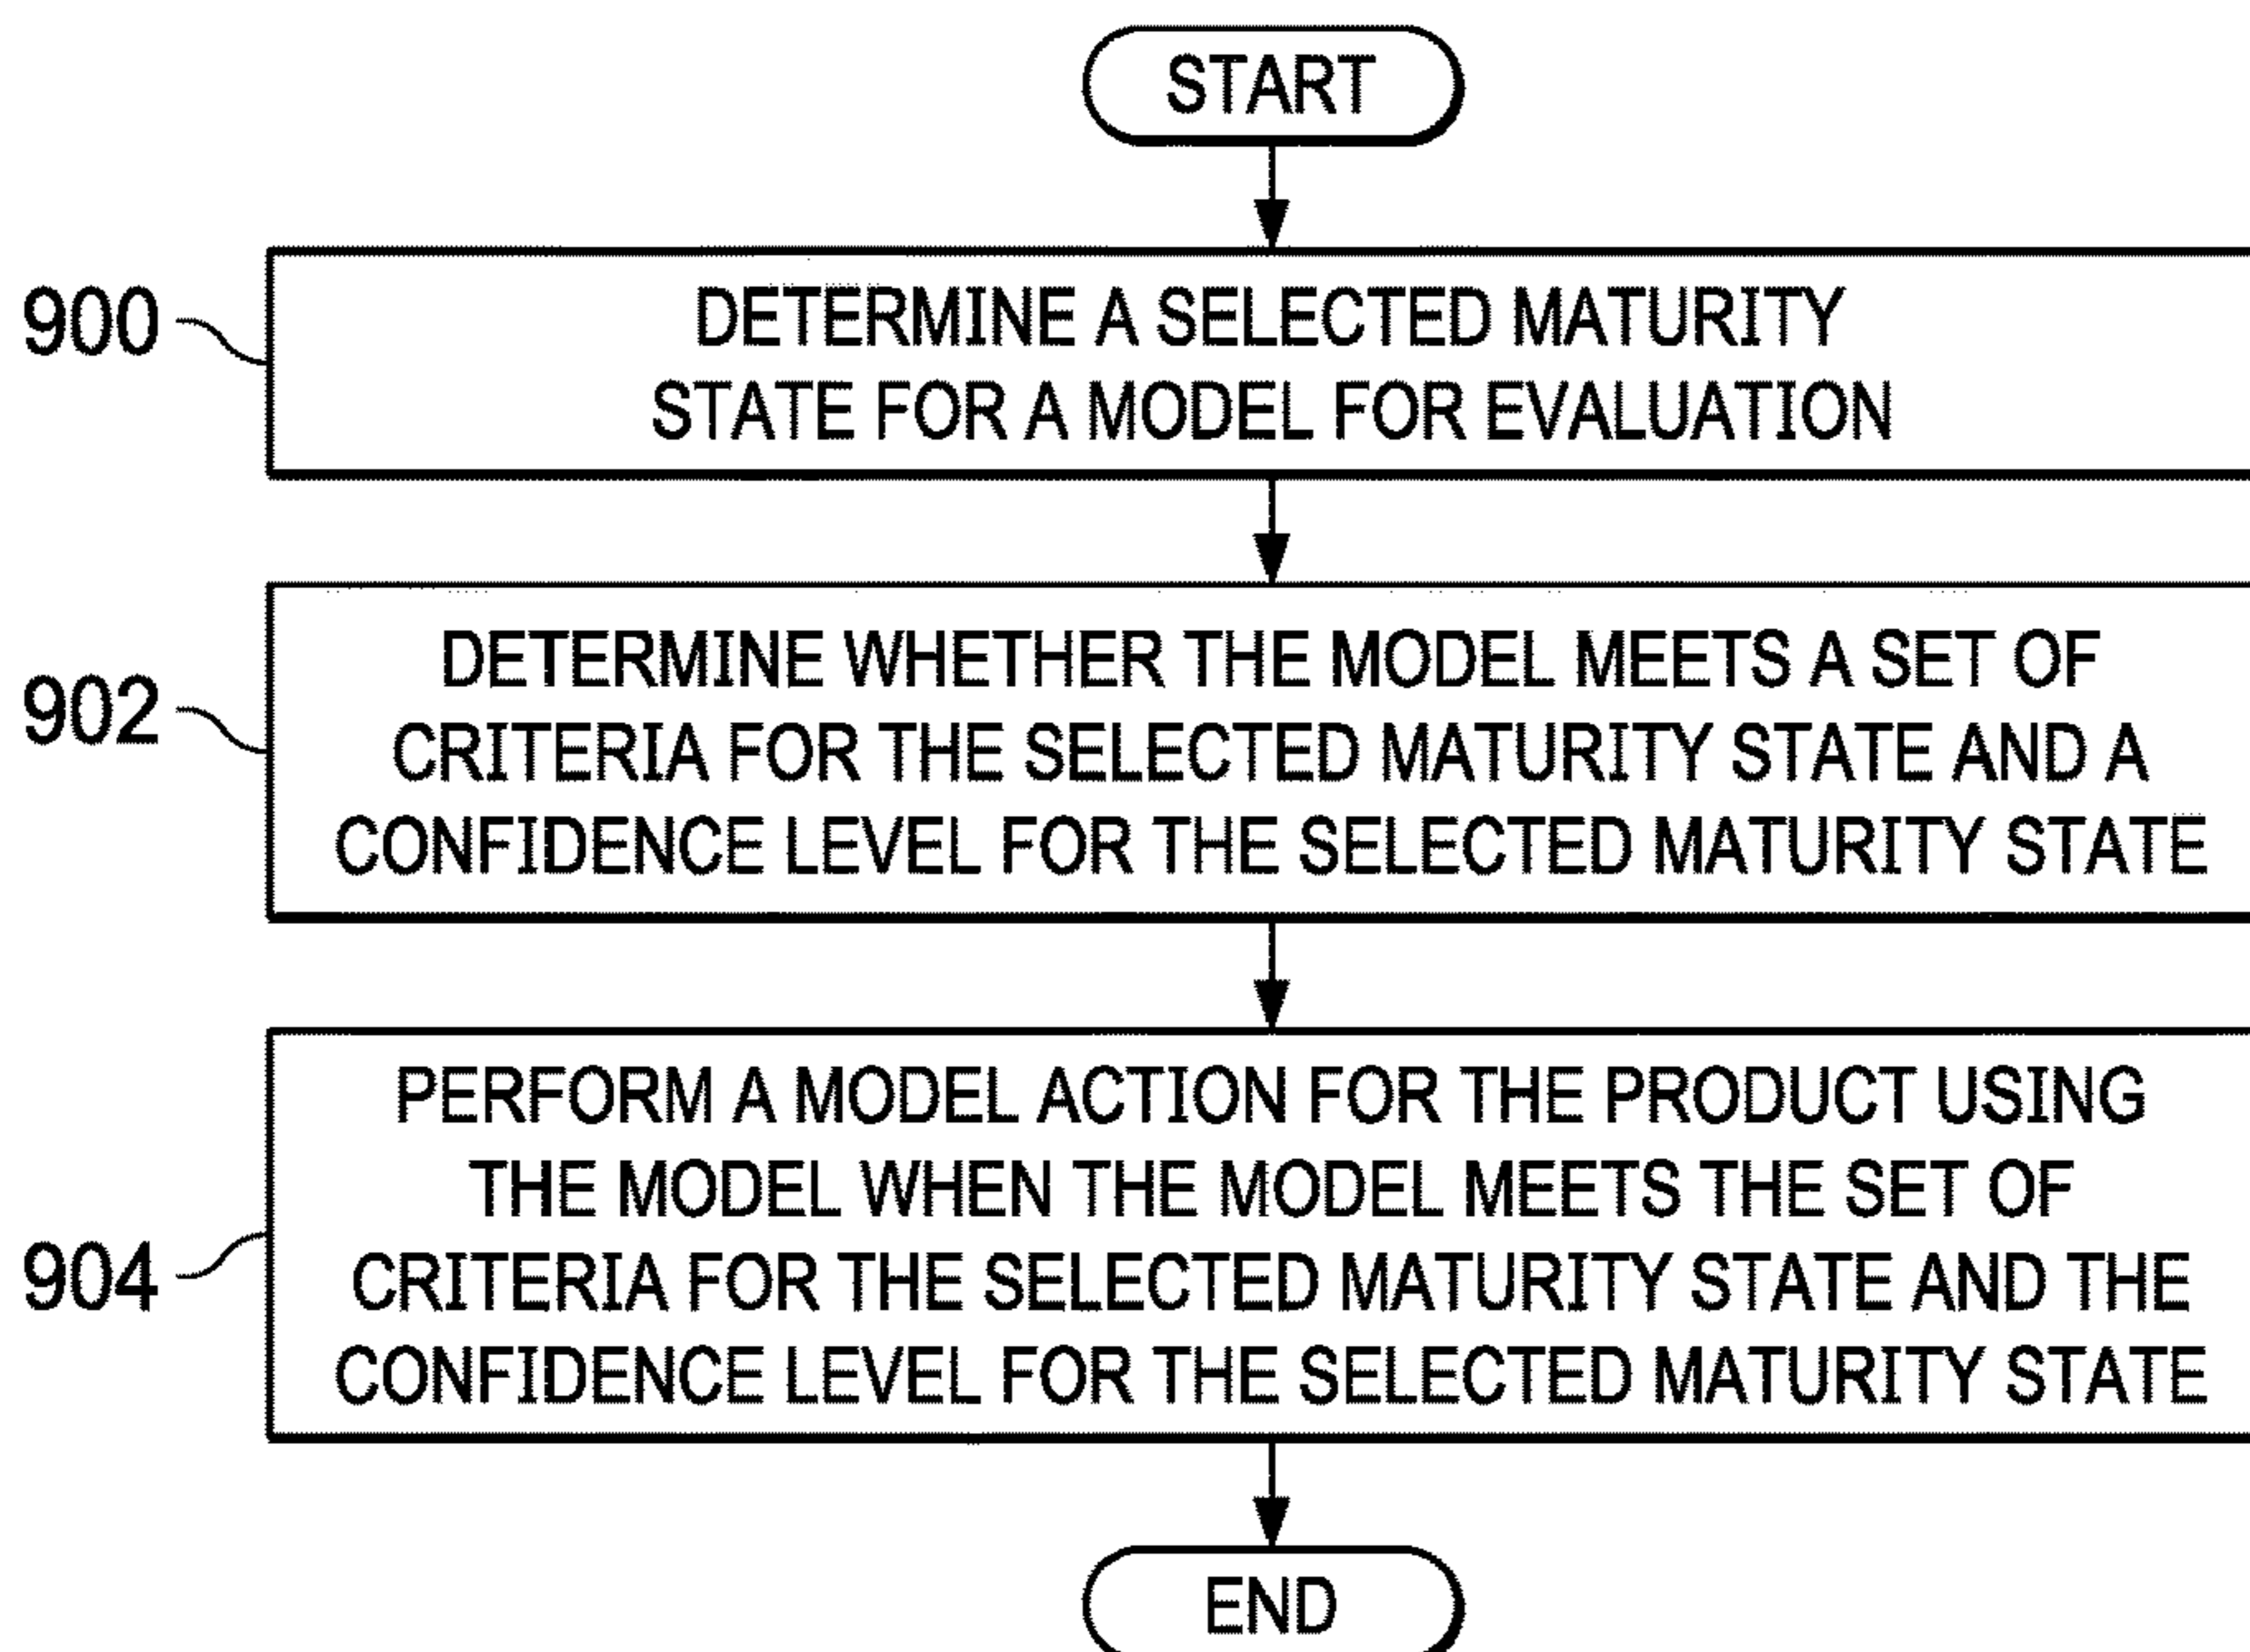 START
900
DETERMINE A SELECTED MATURITY
STATE FOR A MODEL FOR EVALUATION
902
DETERMINE WHETHER THE MODEL MEETS A SET OF
CRITERIA FOR THE SELECTED MATURITY STATE AND A
CONFIDENCE LEVEL FOR THE SELECTED MATURITY STATE
904
PERFORM A MODEL ACTION FOR THE PRODUCT USING
THE MODEL WHEN THE MODEL MEETS THE SET OF
CRITERIA FOR THE SELECTED MATURITY STATE AND THE
CONFIDENCE LEVEL FOR THE SELECTED MATURITY STATE
END